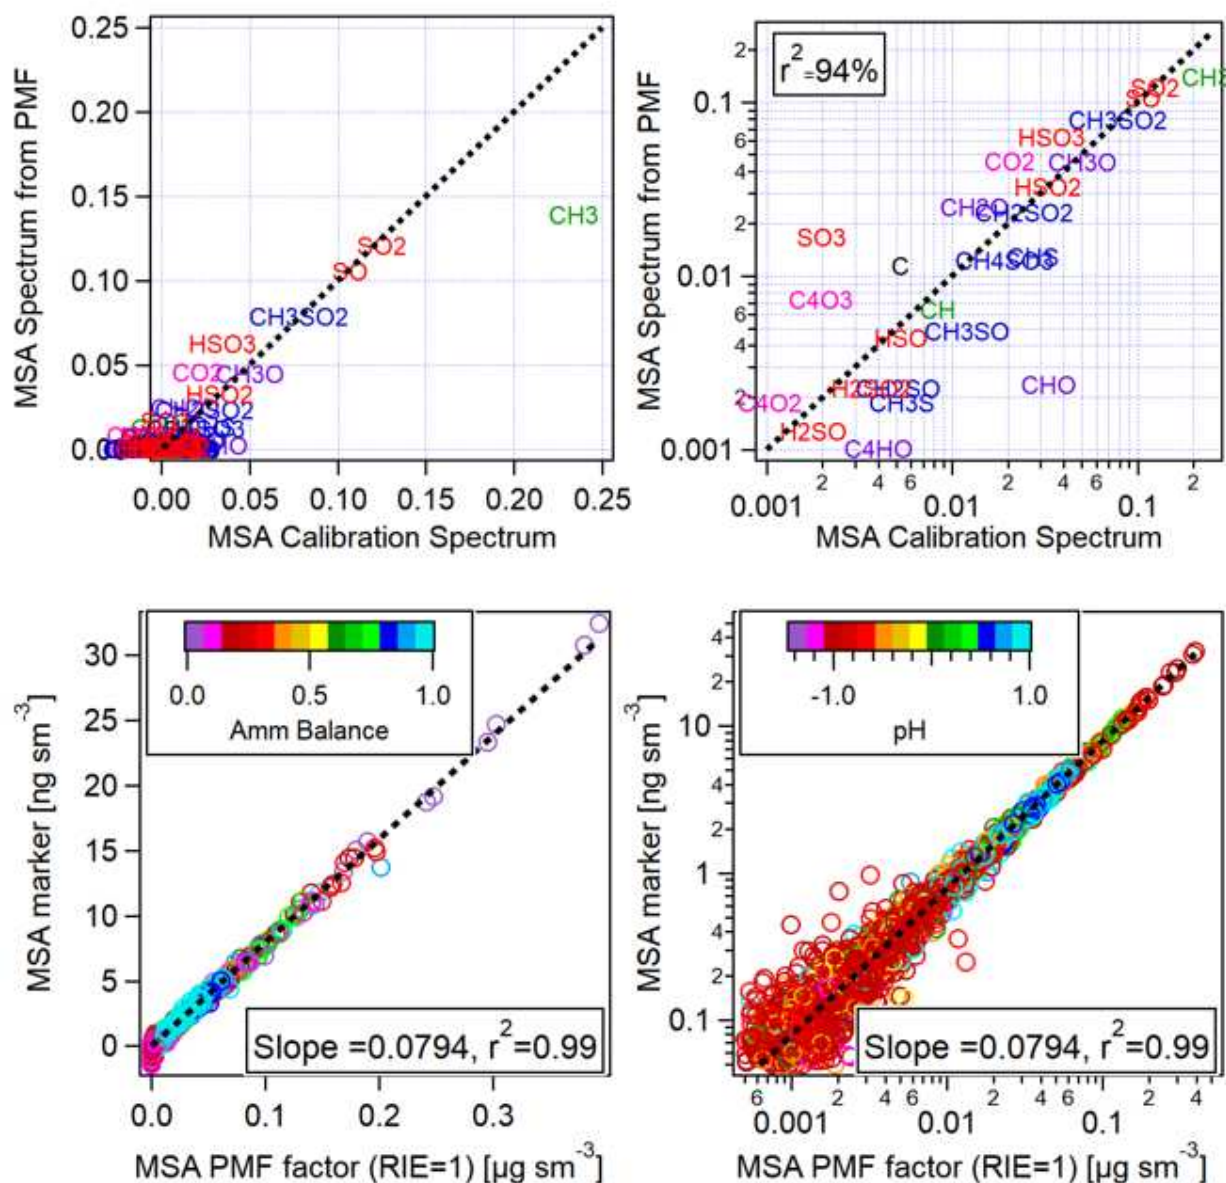 0.25
0.20
0.15
0.10
0.05
MSA Spectrum from PMF
CH3
SO2
SO
CH3SO2
HSO3
CO2
CH3O
HSO2
0.00 0.05 0.10 0.15 0.20 0.25
MSA Calibration Spectrum
r²=94%
2
0.1
6
4
2
0.01
6
4
2
0.001
MSA Spectrum from PMF
SO2
SO
CH3SO2
HSO3
CO2
CH3O
HSO2
CH2O
CH2SO2
SO3
C
CH4SO3
CHS
C4O3
CH
HSO
CH3SO
CHO
H2SO2
CH2SO
C4O2
CH3S
H2SO
C4HO
0.001 2 4 6 0.01 2 4 6 0.1 2
MSA Calibration Spectrum
0.0 0.5 1.0
Amm Balance
30
25
20
15
10
5
0
MSA marker [ng sm⁻³]
Slope =0.0794, r²=0.99
0.0 0.1 0.2 0.3
MSA PMF factor (RIE=1) [µg sm⁻³]
-1.0 1.0
pH
4
2
10
4
2
1
4
2
0.1
MSA marker [ng sm⁻³]
Slope =0.0794, r²=0.99
6 0.001 2 4 6 0.01 2 4 6 0.1 2 4
MSA PMF factor (RIE=1) [µg sm⁻³]